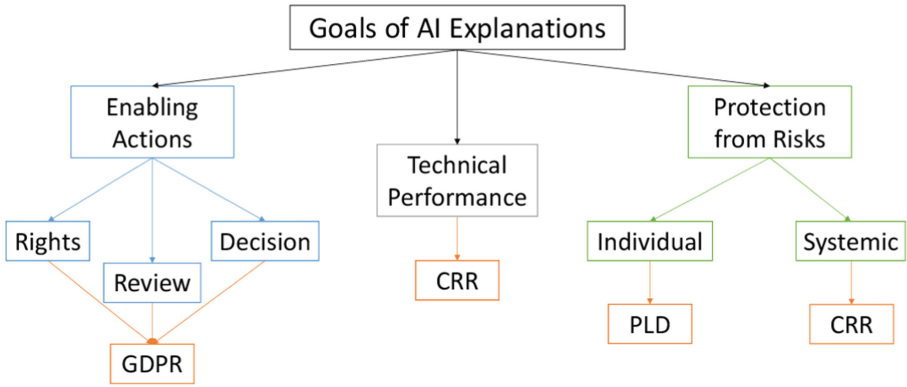 Goals of AI Explanations
Enabling
Actions
Technical
Performance
Protection
from Risks
Rights
Review
Decision
Individual
Systemic
GDPR
CRR
PLD
CRR